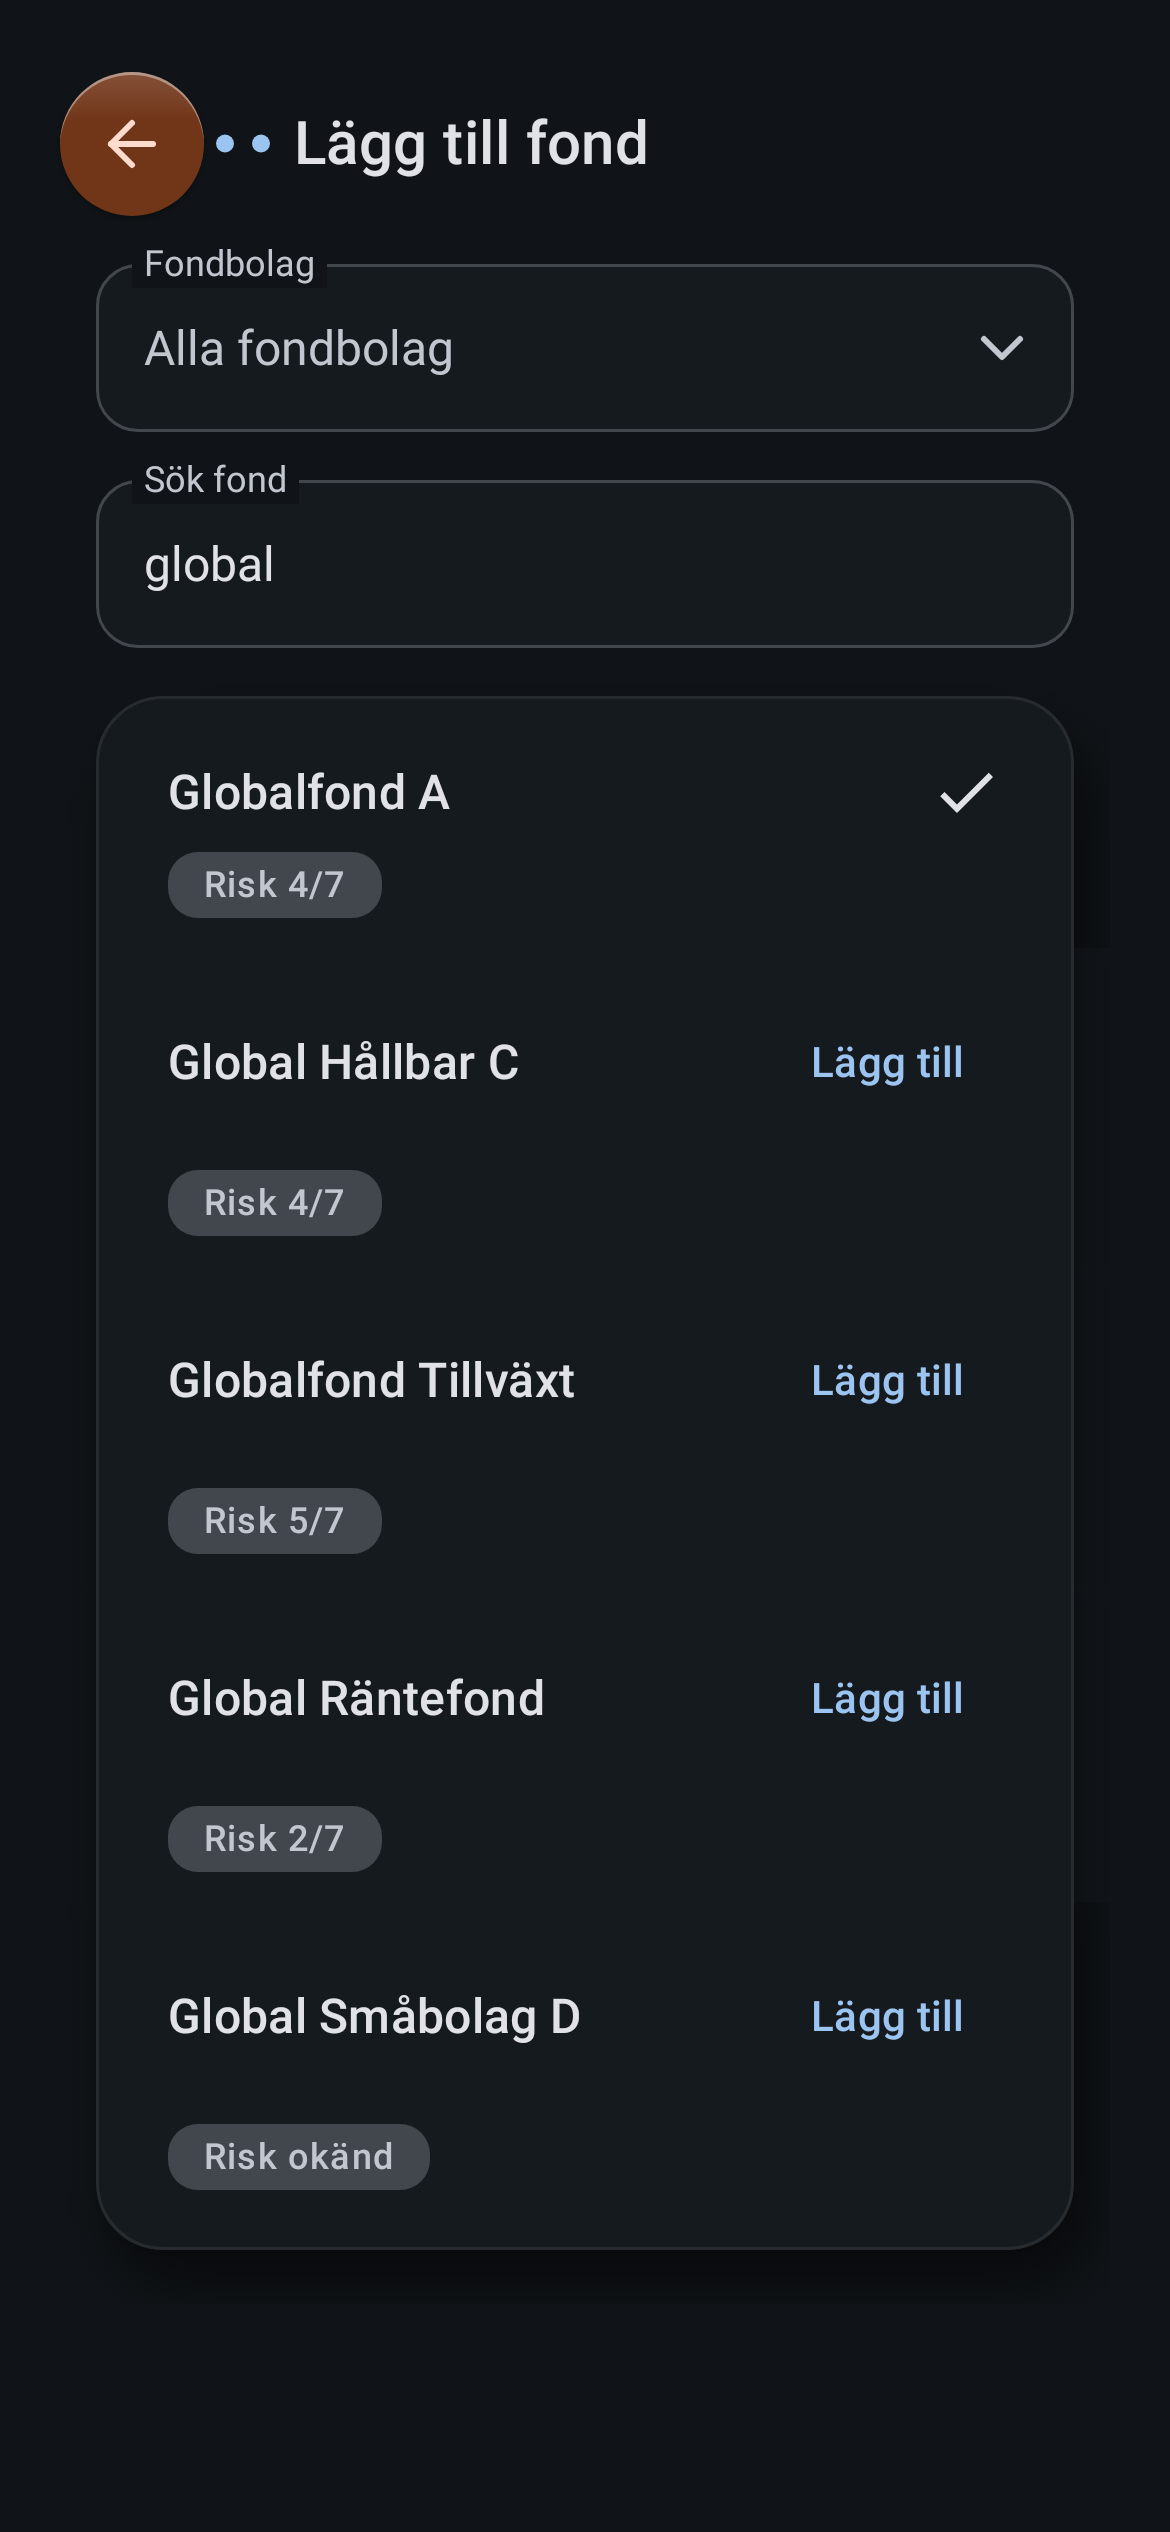 Lägg till fond
Fondbolag
Alla fondbolag
Sök fond
global
Globalfond A
Risk 4/7
Global Hållbar C
Lägg till
Risk 4/7
Globalfond Tillväxt
Lägg till
Risk 5/7
Global Räntefond
Lägg till
Risk 2/7
Global Småbolag D
Lägg till
Risk okänd